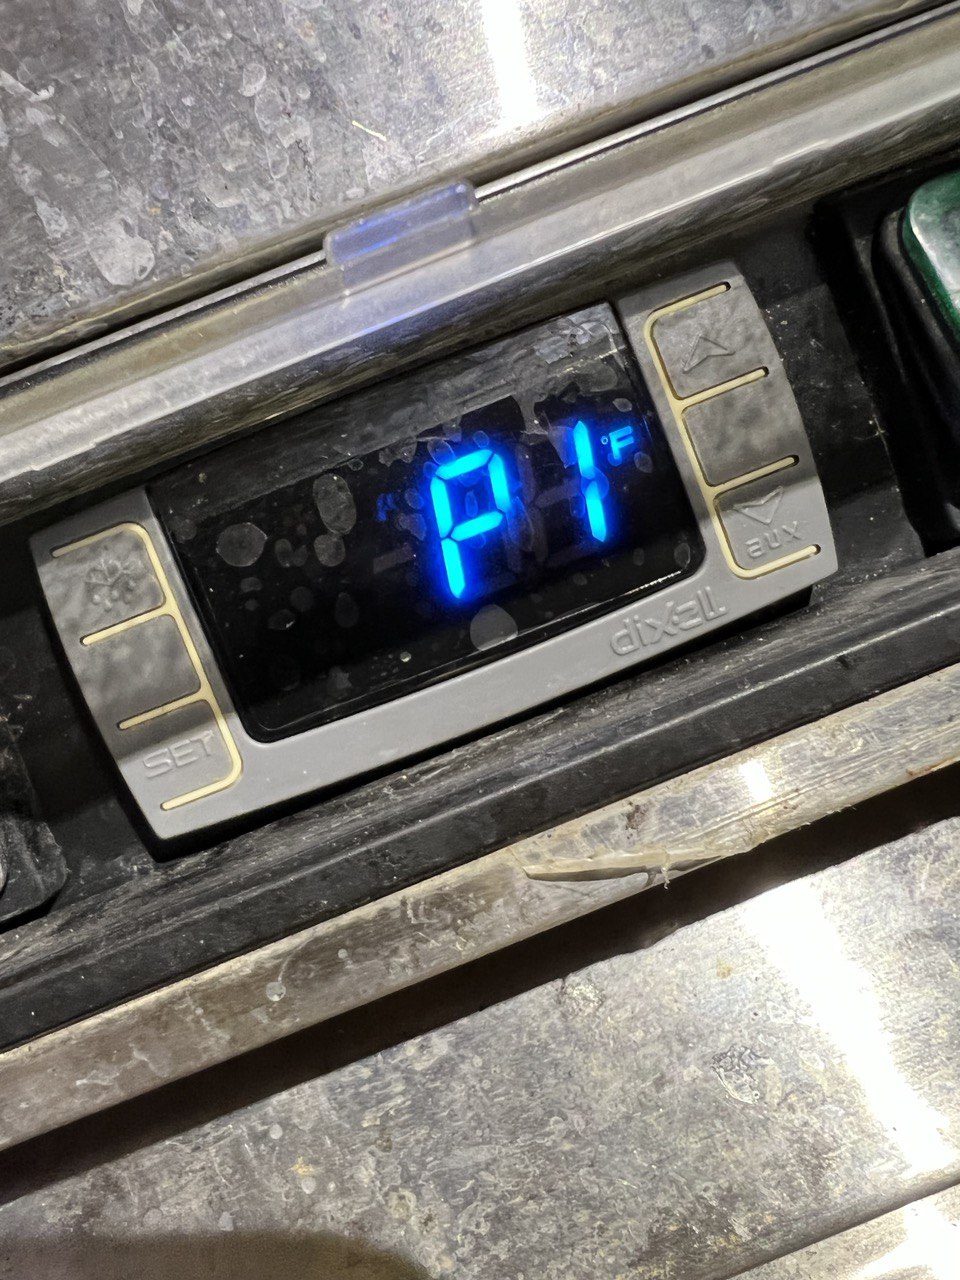 P1 °F
aux
dixell
SET